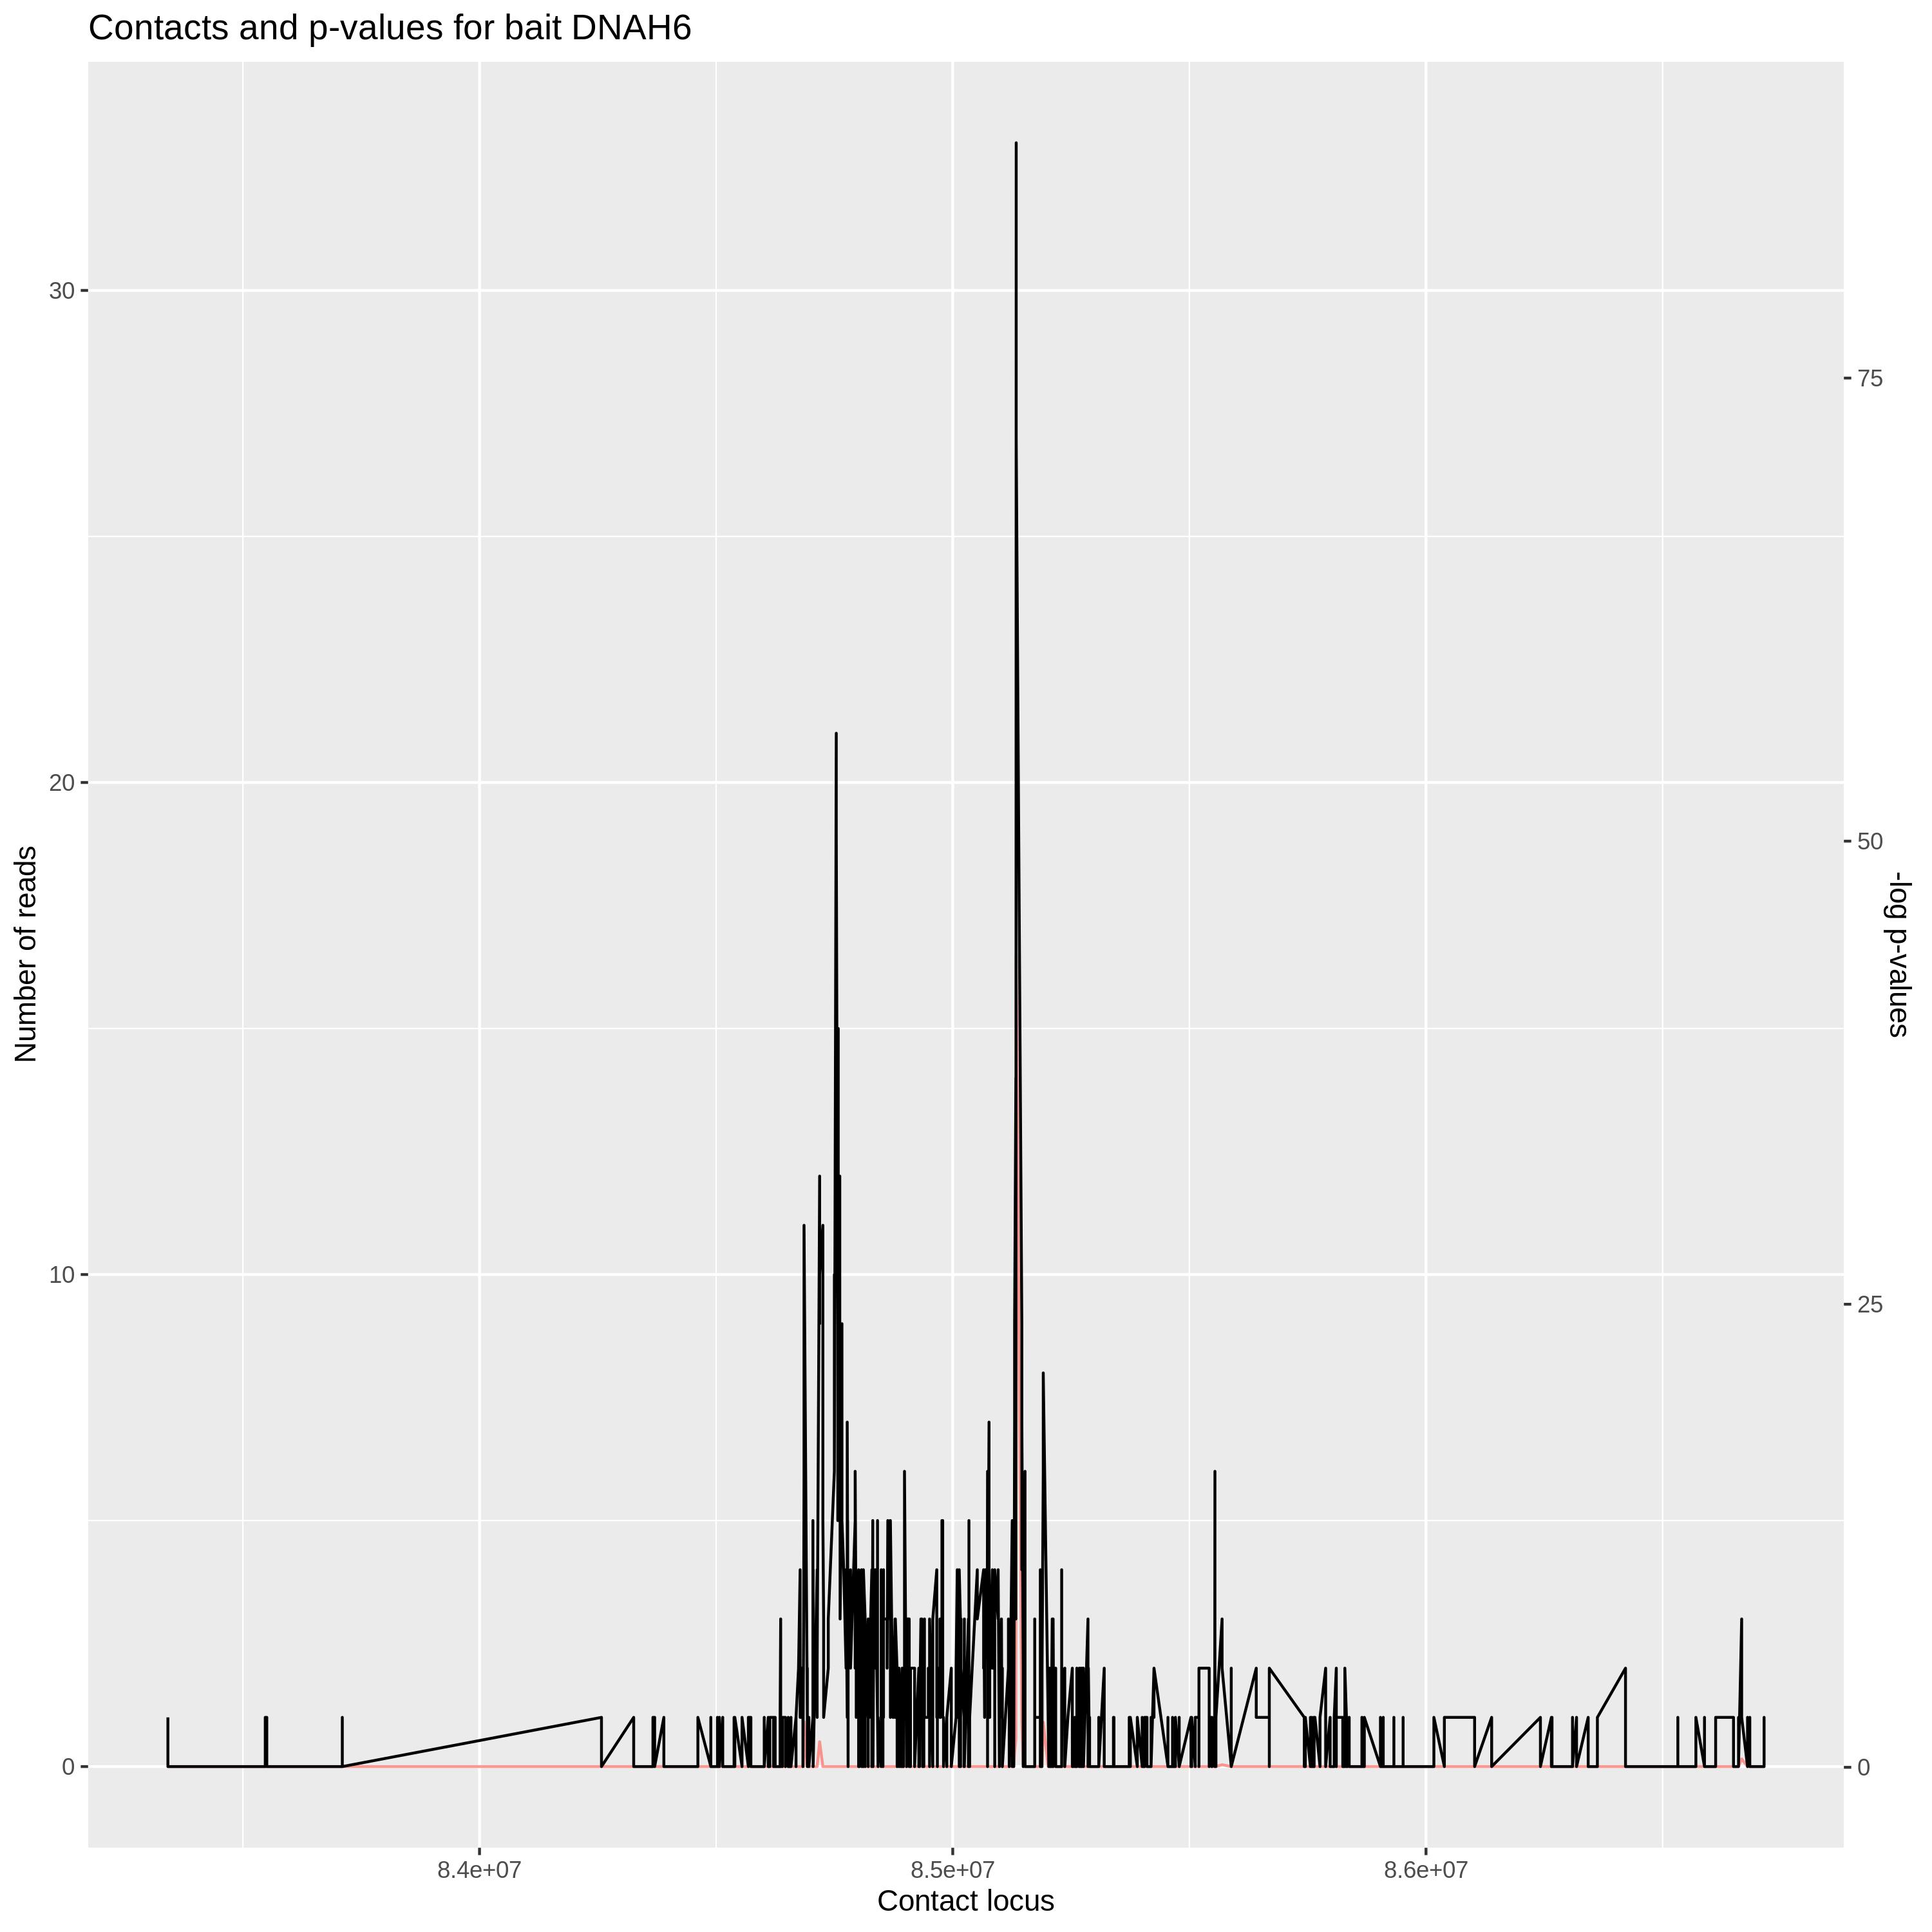 Contacts and p-values for bait DNAH6
30
20
10
0
Number of reads
75
50
25
0
-log p-values
8.4e+07
8.5e+07
8.6e+07
Contact locus